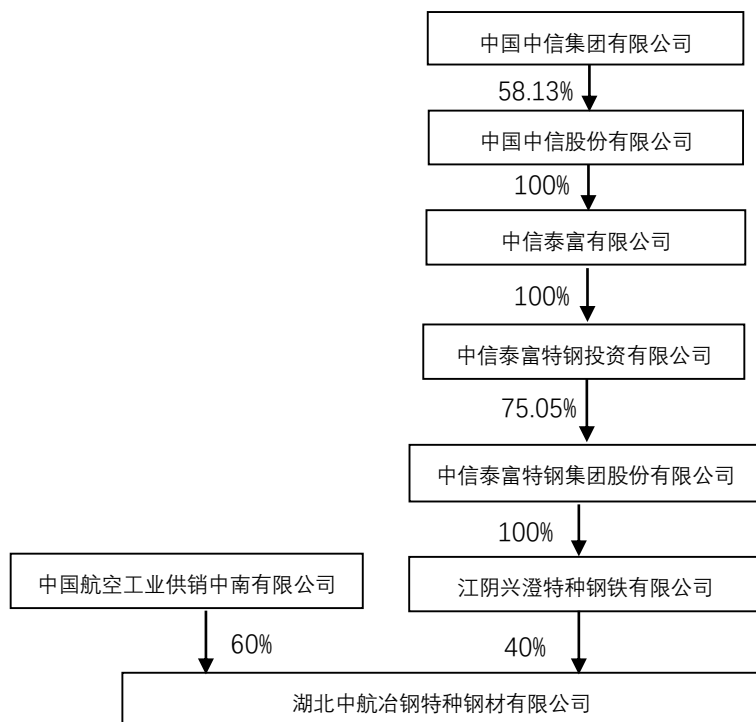 中国中信集团有限公司
58.13%
中国中信股份有限公司
100%
中信泰富有限公司
100%
中信泰富特钢投资有限公司
75.05%
中信泰富特钢集团股份有限公司
100%
中国航空工业供销中南有限公司
江阴兴澄特种钢铁有限公司
60%
40%
湖北中航冶钢特种钢材有限公司